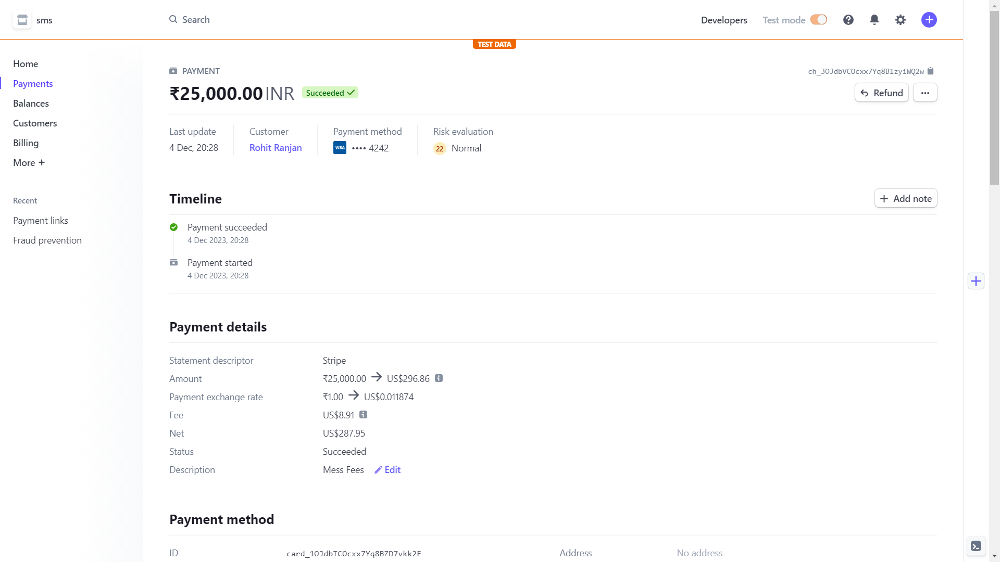 sms
Search
Developers
Test mode
TEST DATA
Home
Payments
Balances
Customers
Billing
More +
Recent
Payment links
Fraud prevention
PAYMENT
ch_3OJdbVCOcxx7Yq8B1zyiWQ2w
₹25,000.00 INR
Succeeded
Refund
Last update
4 Dec, 20:28
Customer
Rohit Ranjan
Payment method
VISA •••• 4242
Risk evaluation
22 Normal
Timeline
+ Add note
Payment succeeded
4 Dec 2023, 20:28
Payment started
4 Dec 2023, 20:28
Payment details
Statement descriptor Stripe
Amount ₹25,000.00 → US$296.86
Payment exchange rate ₹1.00 → US$0.011874
Fee US$8.91
Net US$287.95
Status Succeeded
Description Mess Fees Edit
Payment method
ID card_1OJdbTCOcxx7Yq8BZD7vkk2E Address No address